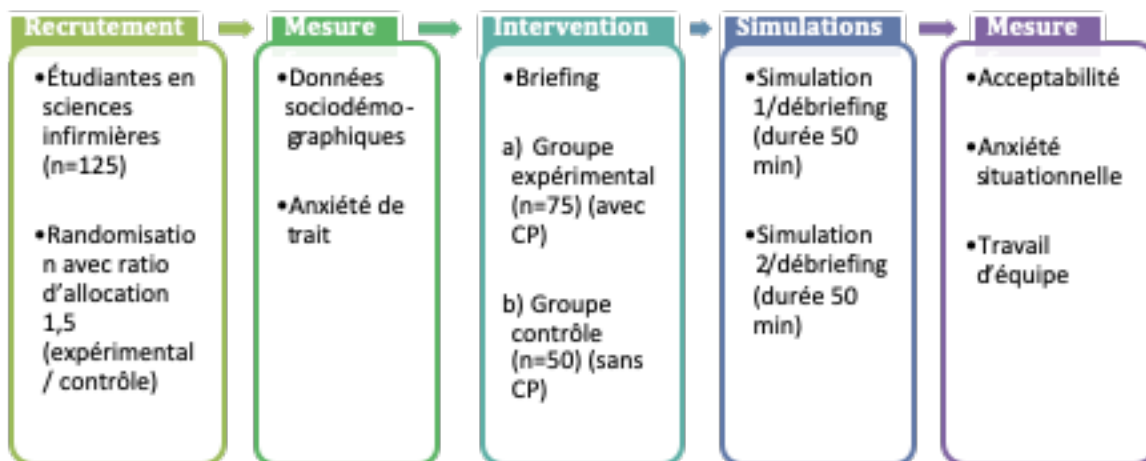 Recrutement
•Étudiantes en
sciences
infirmières
(n=125)
•Randomisatio
n avec ratio
d'allocation
1,5
(expérimental
/ contrôle)
Mesure
•Données
sociodémo-
graphiques
•Anxiété de
trait
Intervention
•Briefing
a) Groupe
expérimental
(n=75) (avec
CP)
b) Groupe
contrôle
(n=50) (sans
CP)
Simulations
•Simulation
1/débriefing
(durée 50
min)
•Simulation
2/débriefing
(durée 50
min)
Mesure
•Acceptabilité
•Anxiété
situationnelle
•Travail
d'équipe